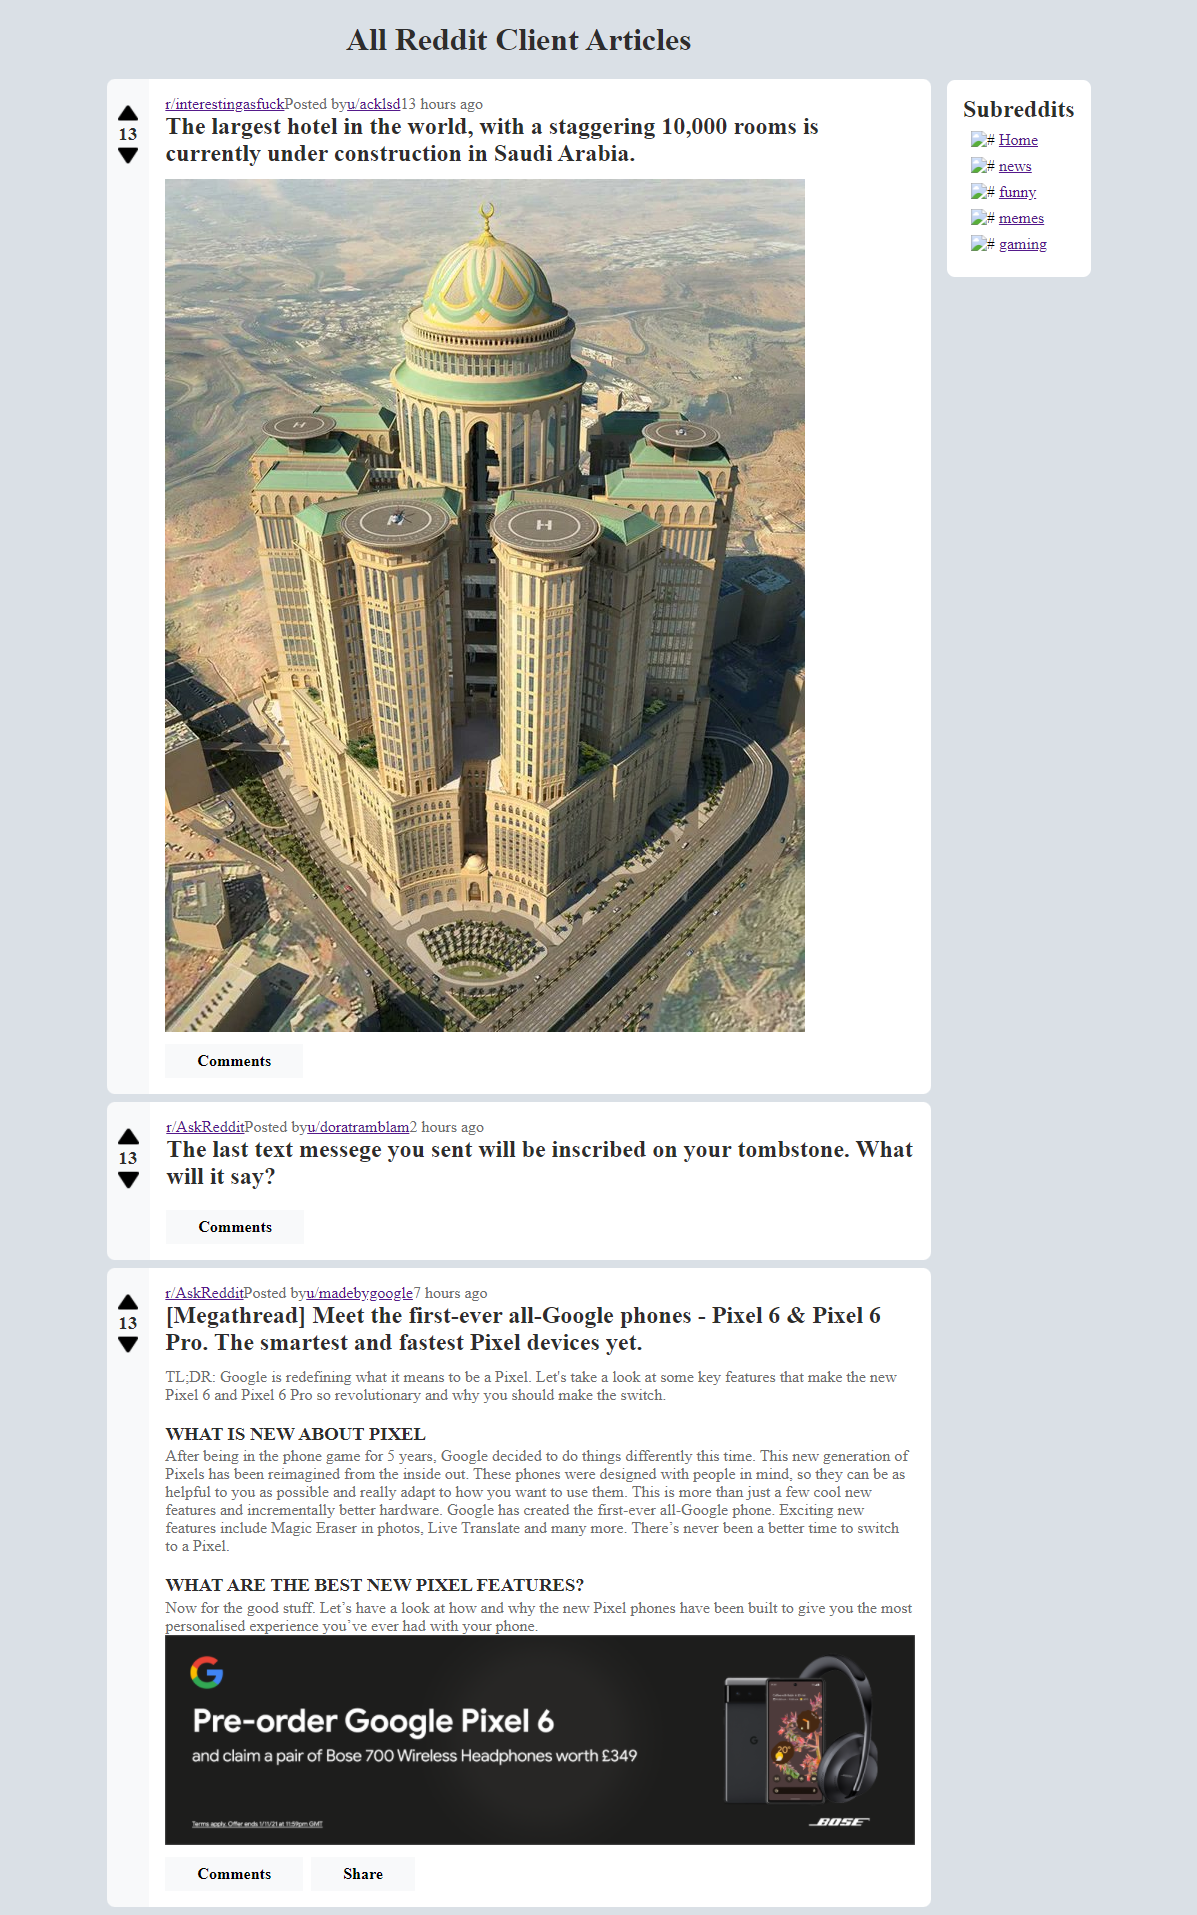 All Reddit Client Articles
r/interestingasfuckPosted byu/acklsd13 hours ago
13
The largest hotel in the world, with a staggering 10,000 rooms is
currently under construction in Saudi Arabia.
H
H
Comments
Subreddits
# Home
# news
# funny
# memes
# gaming
r/AskRedditPosted byu/doratramblam2 hours ago
13
The last text messege you sent will be inscribed on your tombstone. What
will it say?
Comments
r/AskRedditPosted byu/madebygoogle7 hours ago
13
[Megathread] Meet the first-ever all-Google phones - Pixel 6 & Pixel 6
Pro. The smartest and fastest Pixel devices yet.
TL;DR: Google is redefining what it means to be a Pixel. Let's take a look at some key features that make the new
Pixel 6 and Pixel 6 Pro so revolutionary and why you should make the switch.
WHAT IS NEW ABOUT PIXEL
After being in the phone game for 5 years, Google decided to do things differently this time. This new generation of
Pixels has been reimagined from the inside out. These phones were designed with people in mind, so they can be as
helpful to you as possible and really adapt to how you want to use them. This is more than just a few cool new
features and incrementally better hardware. Google has created the first-ever all-Google phone. Exciting new
features include Magic Eraser in photos, Live Translate and many more. There’s never been a better time to switch
to a Pixel.
WHAT ARE THE BEST NEW PIXEL FEATURES?
Now for the good stuff. Let’s have a look at how and why the new Pixel phones have been built to give you the most
personalised experience you’ve ever had with your phone.
G
Pre-order Google Pixel 6
and claim a pair of Bose 700 Wireless Headphones worth £349
20°
Terms apply. Offer ends 1/11/21 at 11:59pm GMT
BOSE
Comments
Share